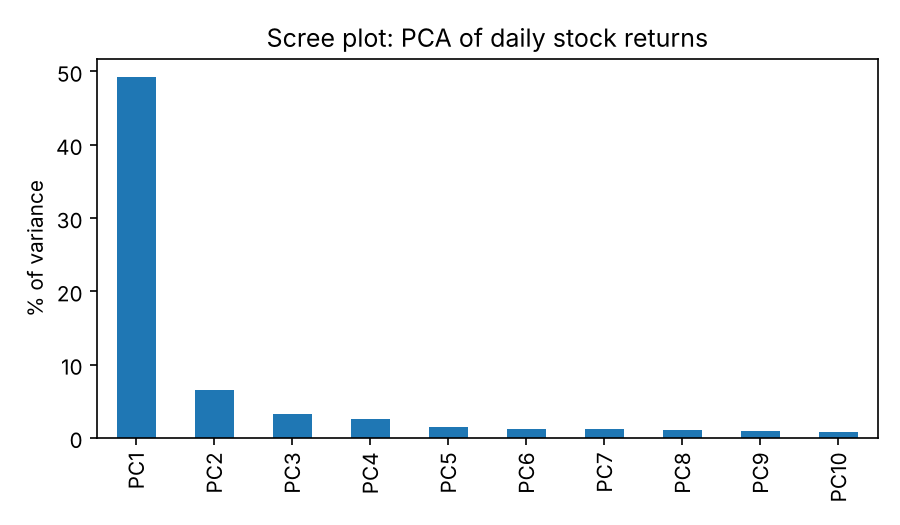 Scree plot: PCA of daily stock returns
% of variance
50
40
30
20
10
0
PC1
PC2
PC3
PC4
PC5
PC6
PC7
PC8
PC9
PC10